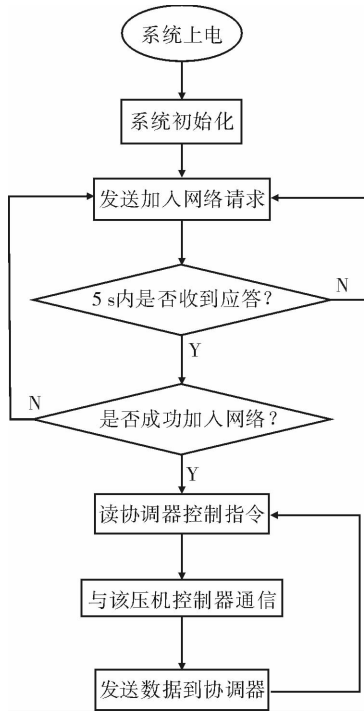 系统上电
系统初始化
发送加入网络请求
5 s内是否收到应答?
N
Y
是否成功加入网络?
N
Y
读协调器控制指令
与该压机控制器通信
发送数据到协调器